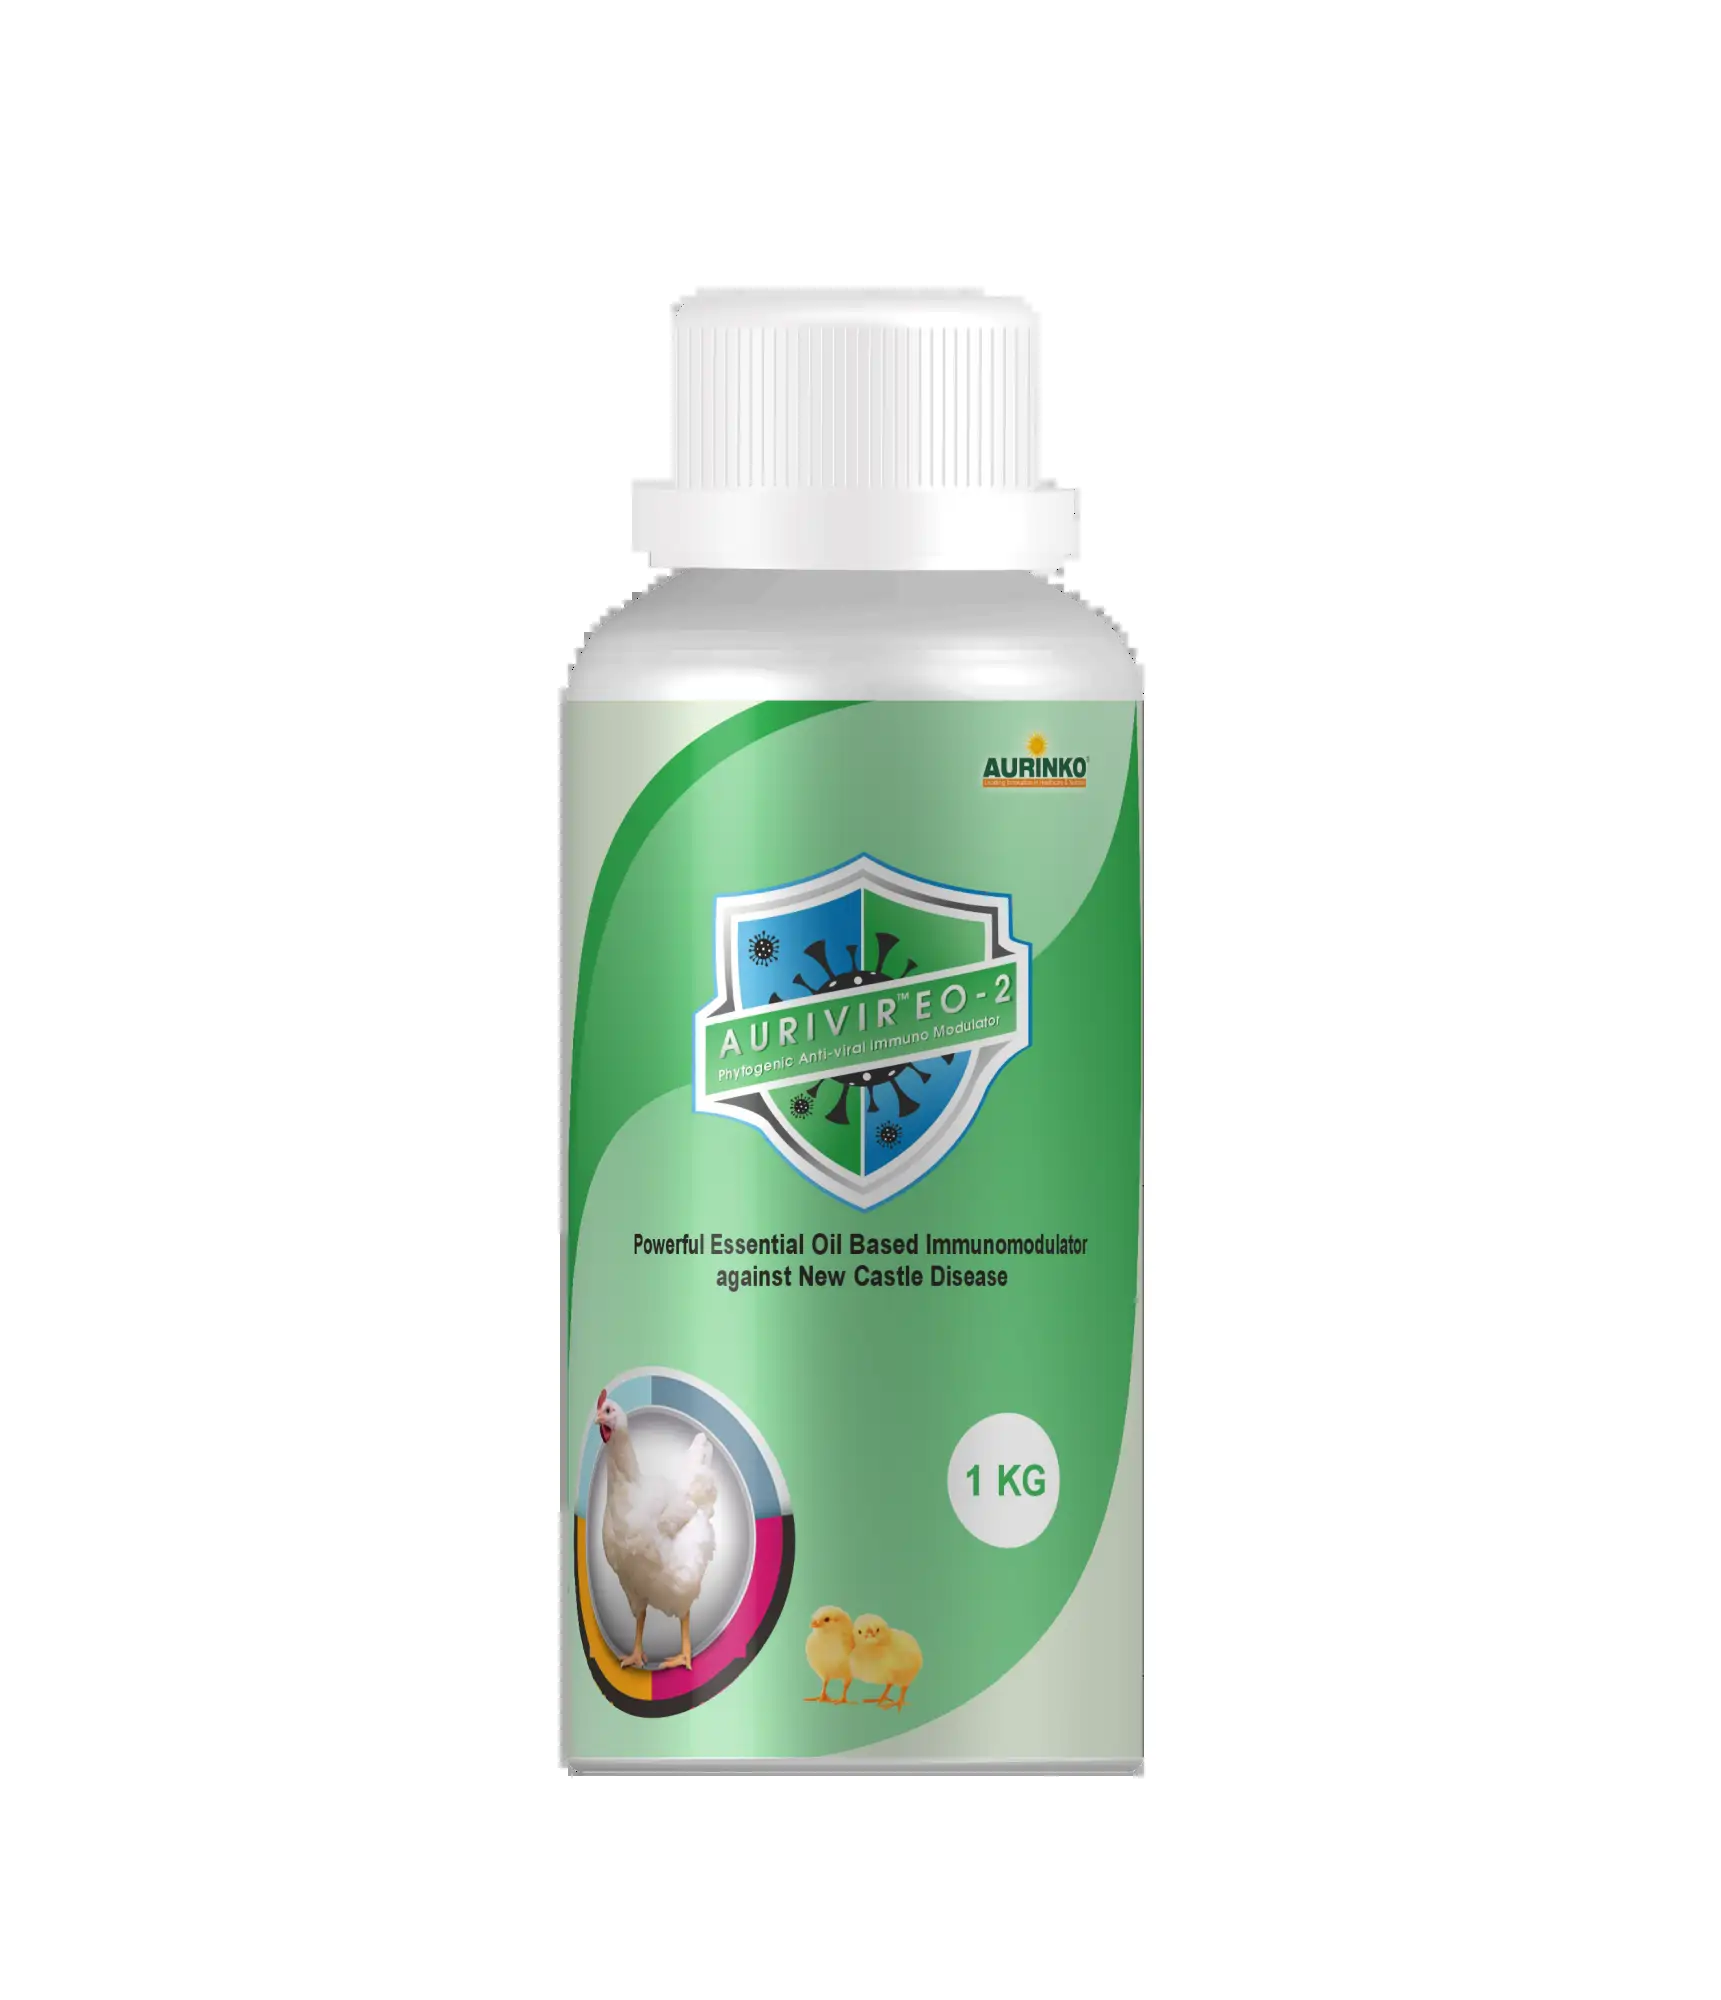 AURINKO
AURIVIR™ EO-2
Phytogenic Anti-viral Immuno Modulator
Powerful Essential Oil Based Immunomodulator
against New Castle Disease
1 KG